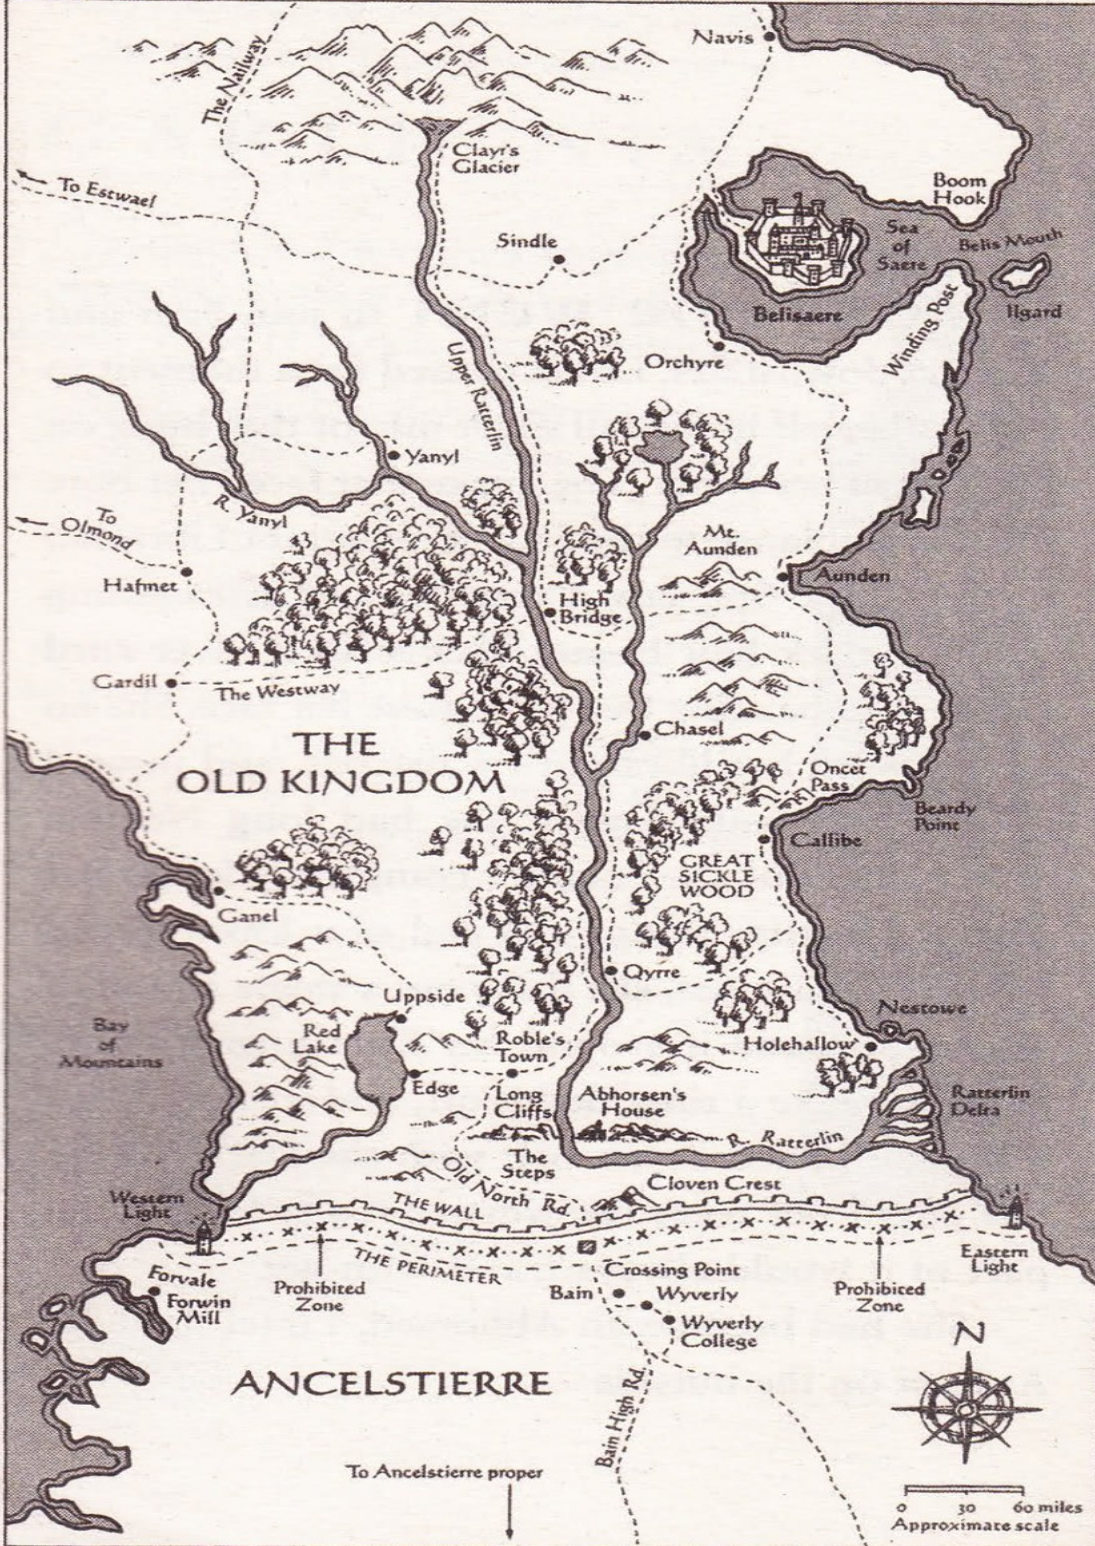 Navis
The Nailway
Clayr's
Glacier
To Estwael
Boom
Hook
Sindle
Sea
of
Saere
Belis Mouth
Ilgard
Belisaere
Winding Post
Orchyre
Upper Ratterlin
Yanyl
R. Yanyl
To
Olmond
Mt.
Aunden
Aunden
Hafmet
High
Bridge
Gardil
The Westway
Chasel
THE
OLD KINGDOM
Oncet
Pass
Beardy
Point
Callibe
GREAT
SICKLE
WOOD
Ganel
Qyrre
Uppside
Nestowe
Bay
of
Mountains
Red
Lake
Roble's
Town
Holehallow
Edge
Long
Cliffs
Abhorsen's
House
Ratterlin
Delta
R. Ratterlin
The
Steps
Old North Rd.
Cloven Crest
Western
Light
THE WALL
THE PERIMETER
Eastern
Light
Forvale
Forwin
Mill
Prohibited
Zone
Crossing Point
Prohibited
Zone
Bain
Wyverly
Wyverly
College
N
ANCELSTIERRE
Bain High Rd.
To Ancelstierre proper
0 30 60 miles
Approximate scale